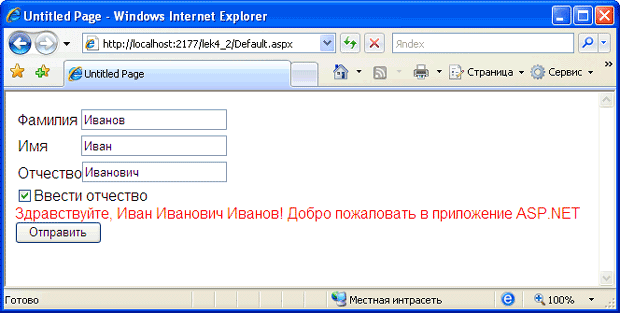 Untitled Page - Windows Internet Explorer
http://localhost:2177/lek4_2/Default.aspx
Яndex
Untitled Page
Страница
Сервис
»
Фамилия Иванов
Имя Иван
Отчество Иванович
Ввести отчество
Здравствуйте, Иван Иванович Иванов! Добро пожаловать в приложение ASP.NET
Отправить
Готово
Местная интрасеть
100%